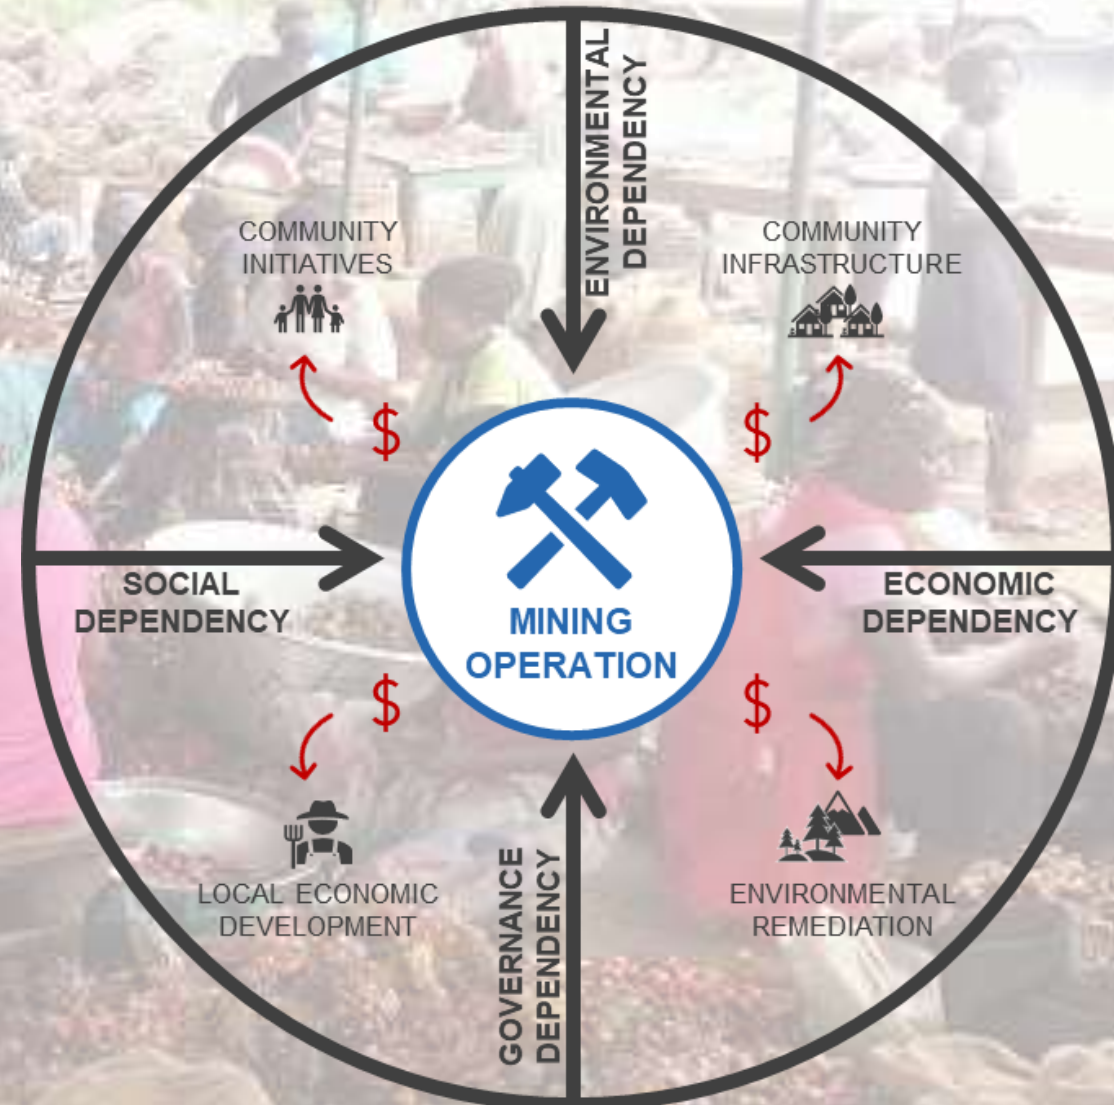 ENVIRONMENTAL
DEPENDENCY
COMMUNITY
INITIATIVES
COMMUNITY
INFRASTRUCTURE
$
$
SOCIAL
DEPENDENCY
MINING
OPERATION
ECONOMIC
DEPENDENCY
$
$
LOCAL ECONOMIC
DEVELOPMENT
GOVERNANCE
DEPENDENCY
ENVIRONMENTAL
REMEDIATION